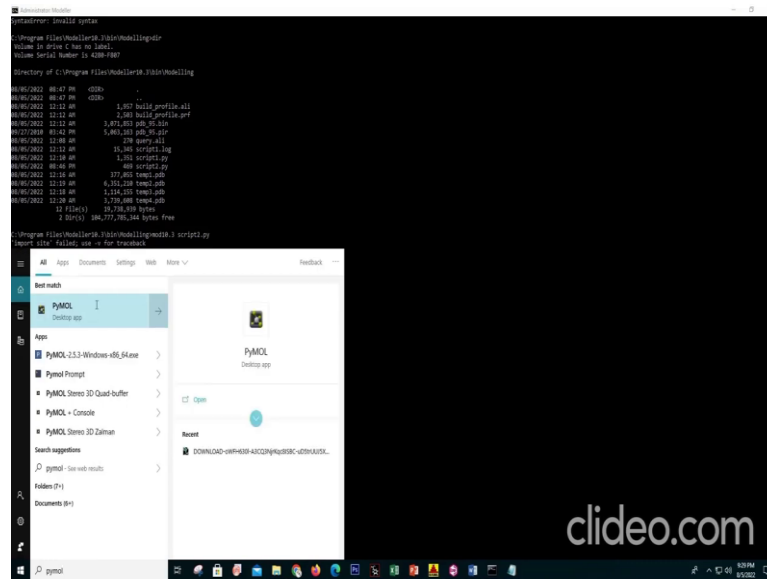 Administrator: Modeller
SyntaxError: invalid syntax
C:\Program Files\Modeller10.3\bin\Modelling>dir
Volume in drive C has no label.
Volume Serial Number is 4280-F807
Directory of C:\Program Files\Modeller10.3\bin\Modelling
08/05/2022 08:47 PM <DIR> .
08/05/2022 08:47 PM <DIR> ..
08/05/2022 12:12 AM 1,957 build_profile.ali
08/05/2022 12:12 AM 2,503 build_profile.prf
08/05/2022 12:12 AM 3,071,853 pdb_95.bin
09/27/2010 03:42 PM 5,063,163 pdb_95.pir
08/05/2022 12:08 AM 270 query.ali
08/05/2022 12:12 AM 15,345 script1.log
08/05/2022 12:10 AM 1,351 script1.py
08/05/2022 08:46 PM 469 script2.py
08/05/2022 12:16 AM 377,055 temp1.pdb
08/05/2022 12:19 AM 6,351,210 temp2.pdb
08/05/2022 12:18 AM 1,114,155 temp3.pdb
08/05/2022 12:20 AM 3,739,608 temp4.pdb
12 File(s) 19,738,939 bytes
2 Dir(s) 104,777,785,344 bytes free
C:\Program Files\Modeller10.3\bin\Modelling>mod10.3 script2.py
'import site' failed; use -v for traceback
All Apps Documents Settings Web More Feedback ...
Best match
PyMOL
Desktop app
Apps
PyMOL-2.5.3-Windows-x86_64.exe
Pymol Prompt
PyMOL Stereo 3D Quad-buffer
PyMOL + Console
PyMOL Stereo 3D Zalman
Search suggestions
pymol - See web results
Folders (7+)
Documents (6+)
PyMOL
Desktop app
Open
Recent
clideo.com
pymol
9:29 PM
8/5/2022